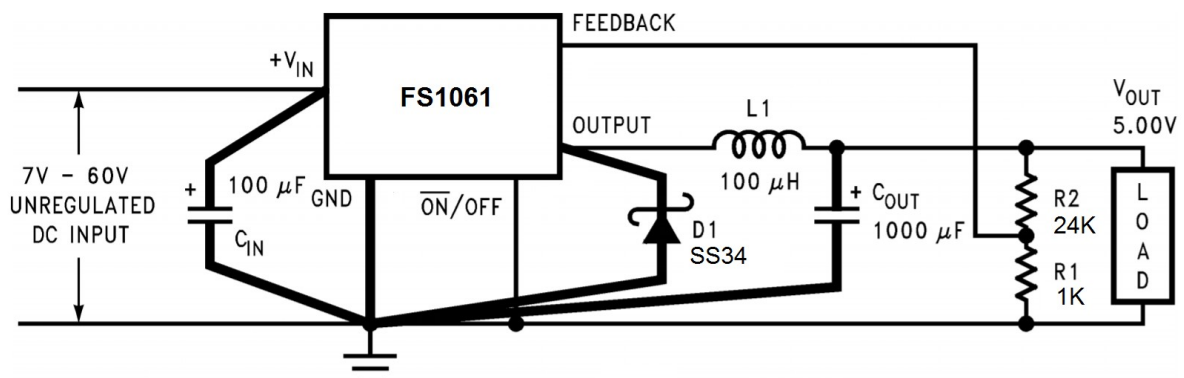 FEEDBACK
+VIN
FS1061
OUTPUT
L1
100 μH
VOUT
5.00V
7V - 60V
UNREGULATED
DC INPUT
+
100 μF
CIN
GND
ON/OFF
D1
SS34
+
COUT
1000 μF
R2
24K
R1
1K
LOAD